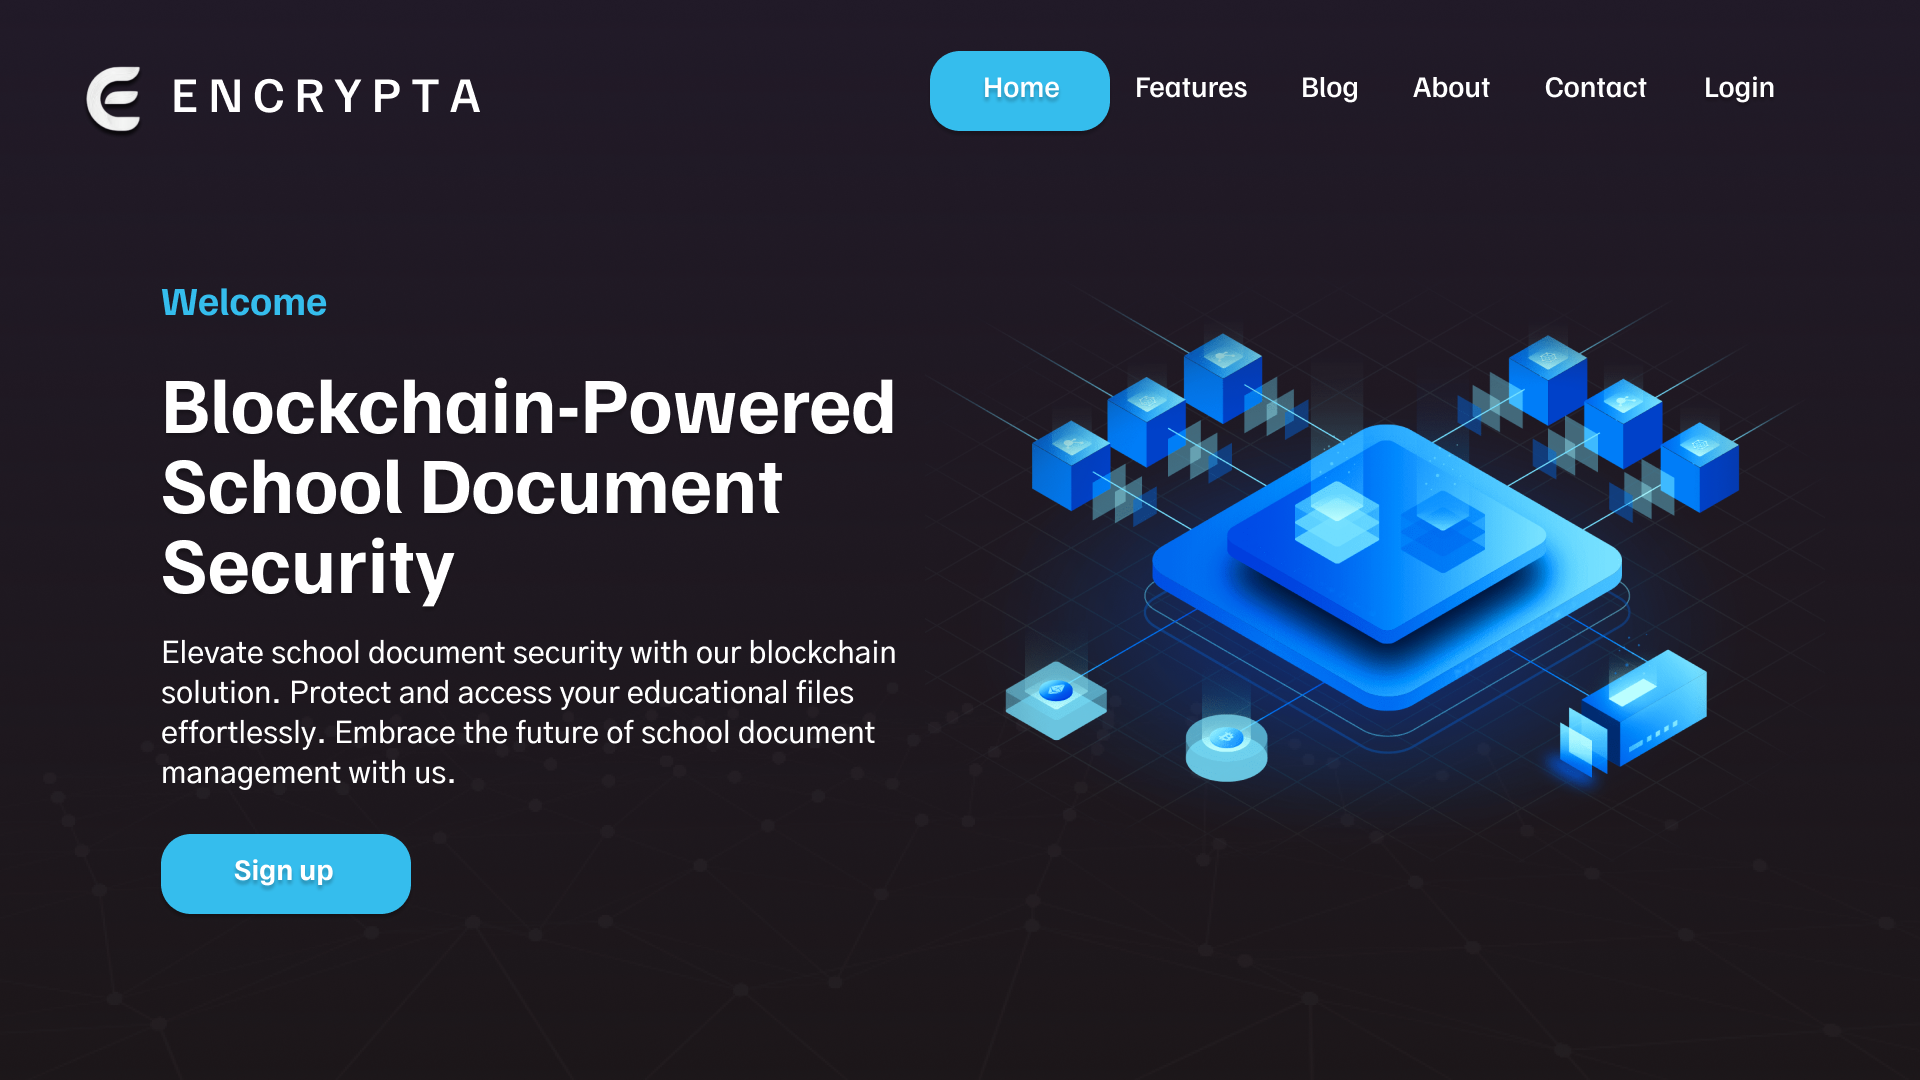 ENCRYPTA
Home Features Blog About Contact Login
Welcome
Blockchain-Powered
School Document
Security
Elevate school document security with our blockchain
solution. Protect and access your educational files
effortlessly. Embrace the future of school document
management with us.
Sign up